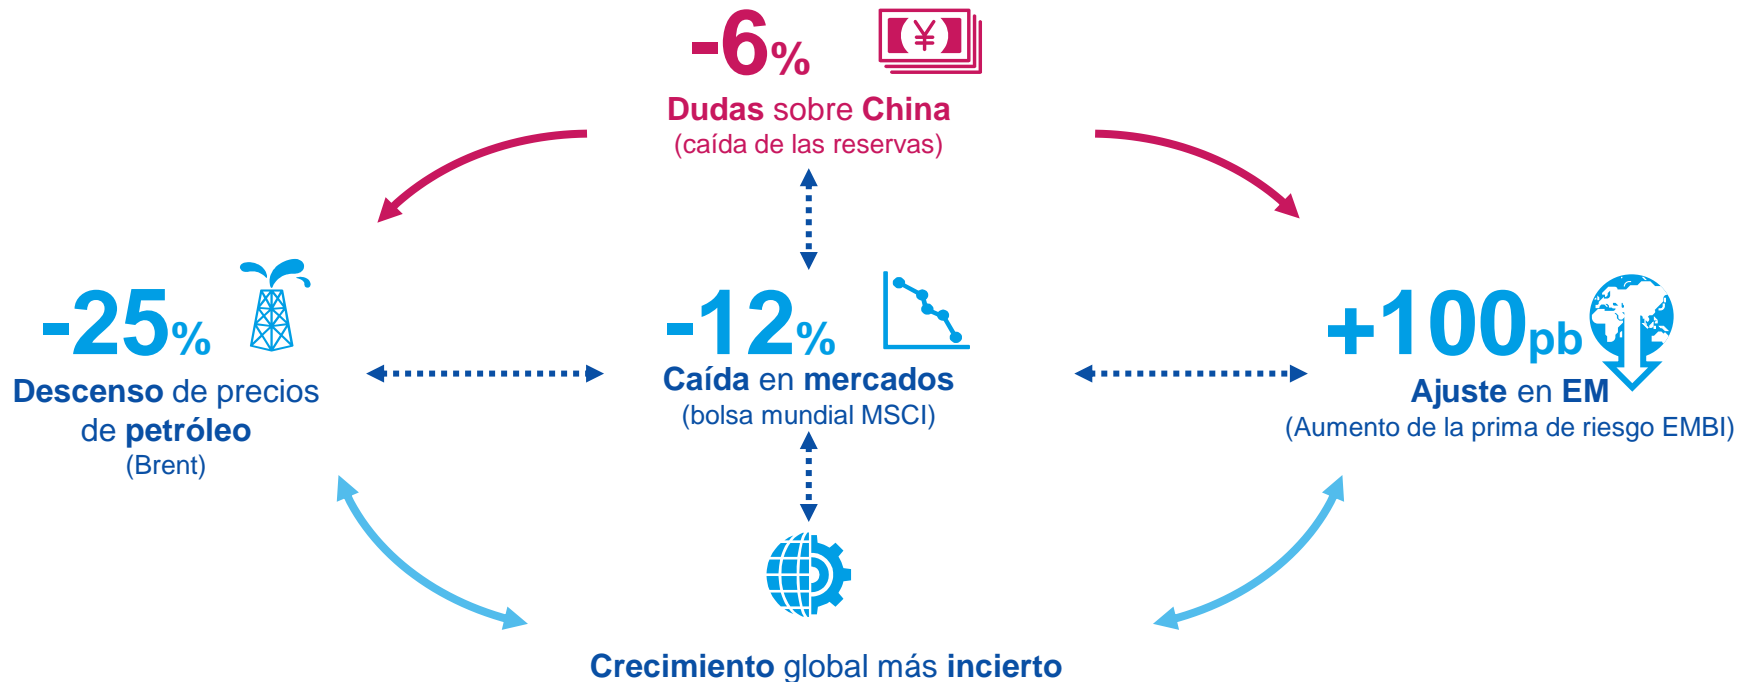 -6%
¥
Dudas sobre China
(caída de las reservas)
-25%
Descenso de precios
de petróleo
(Brent)
-12%
Caída en mercados
(bolsa mundial MSCI)
+100pb
Ajuste en EM
(Aumento de la prima de riesgo EMBI)
Crecimiento global más incierto